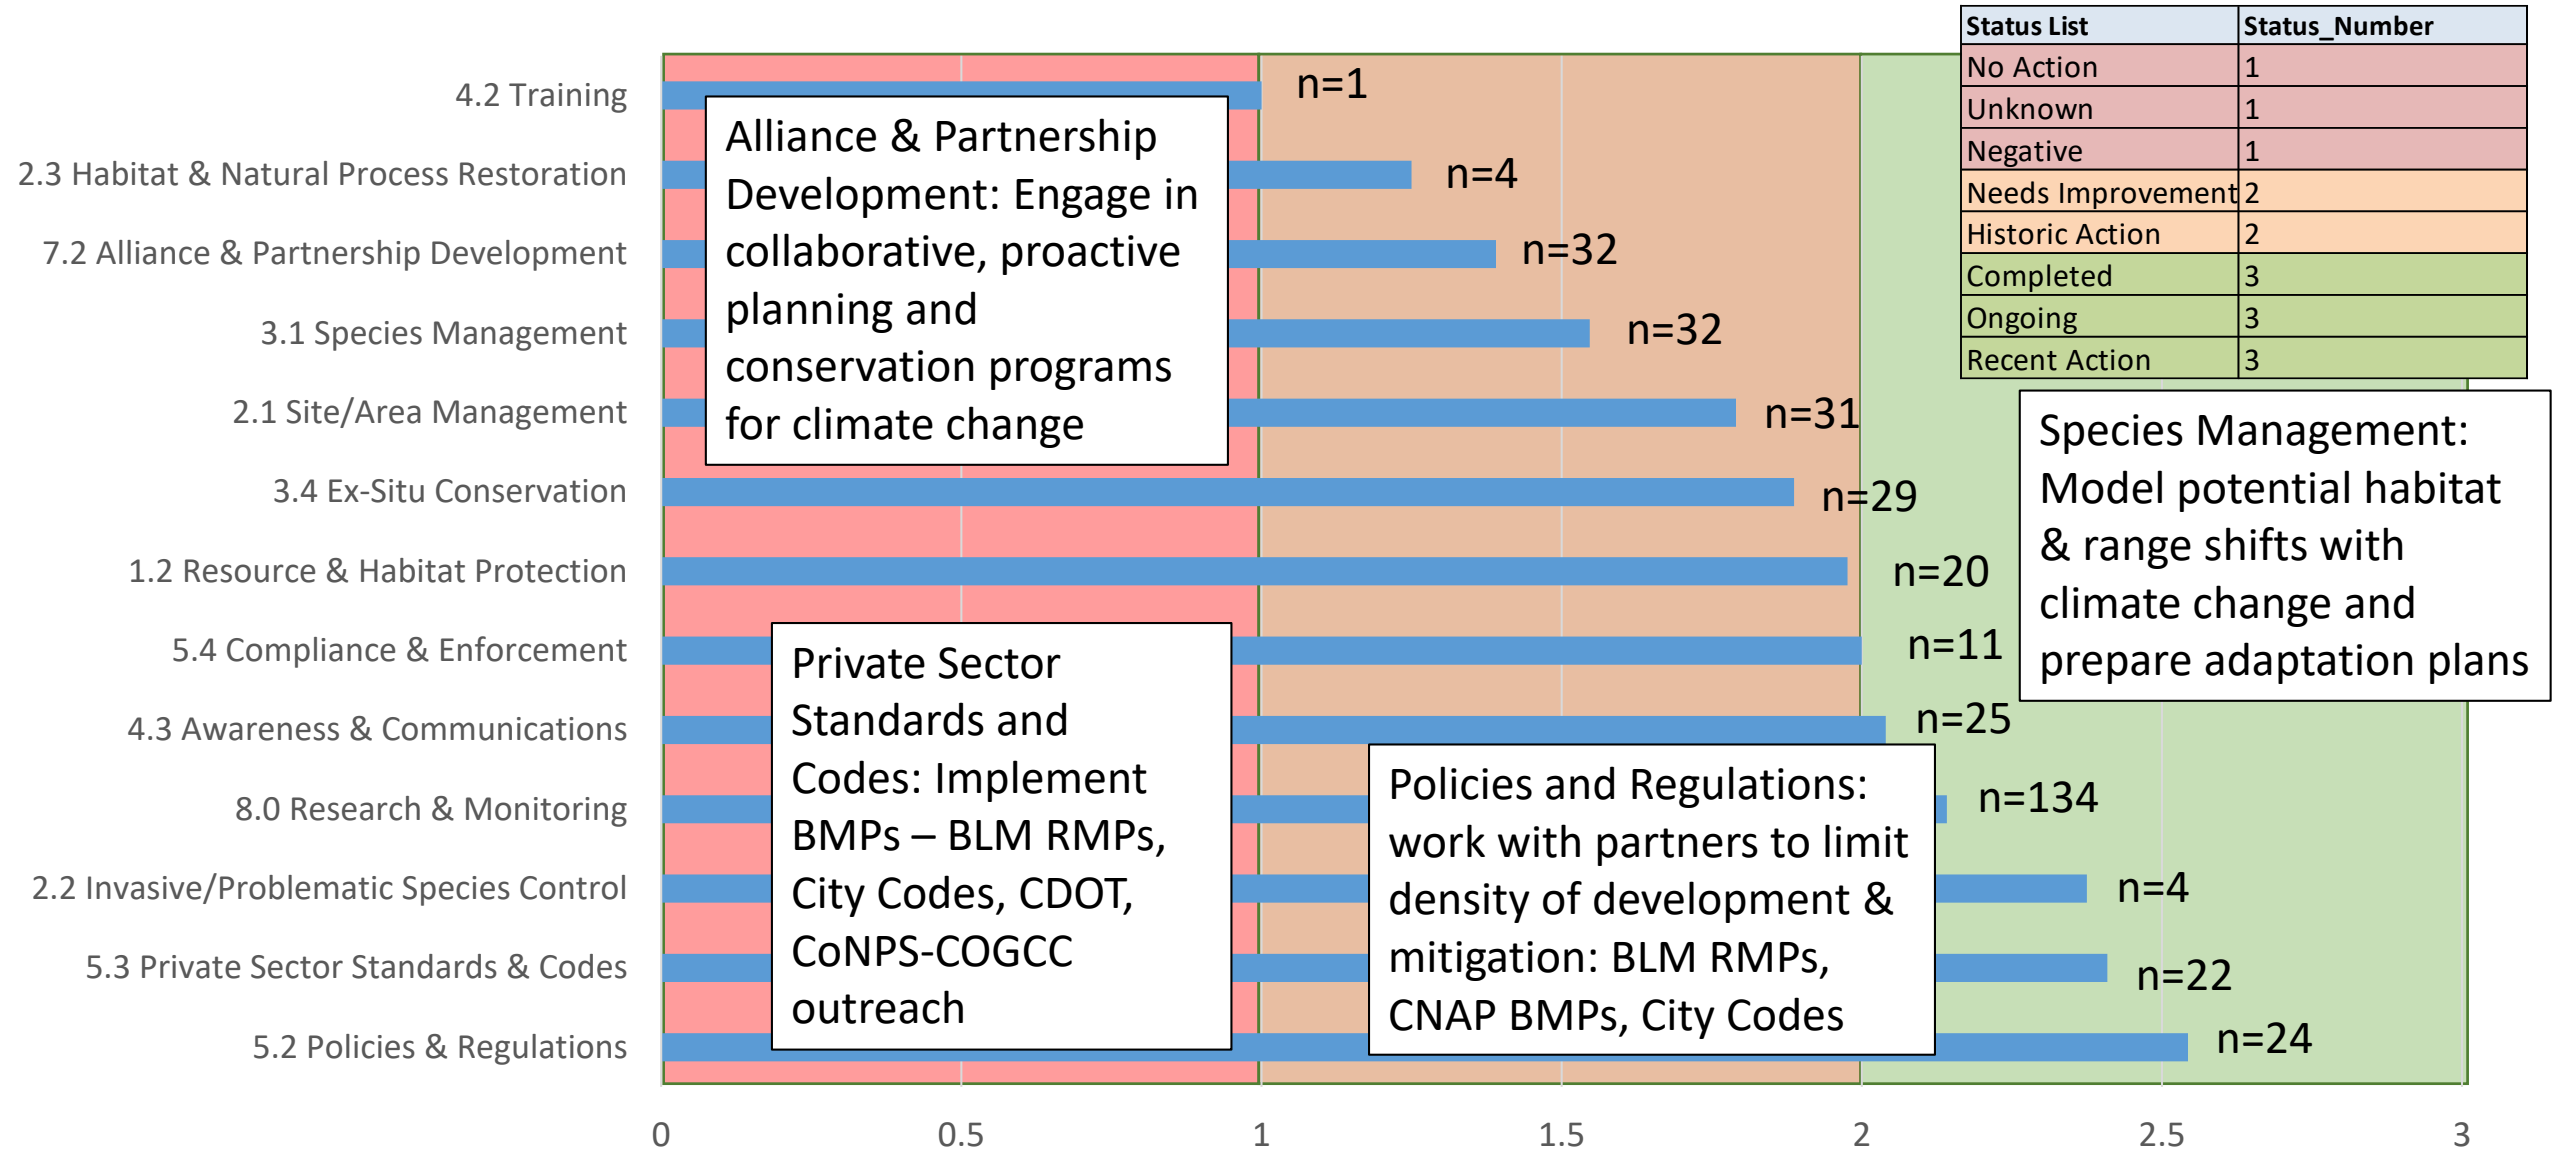 Status List Status_Number
No Action 1
Unknown 1
Negative 1
Needs Improvement 2
Historic Action 2
Completed 3
Ongoing 3
Recent Action 3
4.2 Training n=1
2.3 Habitat & Natural Process Restoration n=4
7.2 Alliance & Partnership Development n=32
3.1 Species Management n=32
2.1 Site/Area Management n=31
3.4 Ex-Situ Conservation n=29
1.2 Resource & Habitat Protection n=20
5.4 Compliance & Enforcement n=11
4.3 Awareness & Communications n=25
8.0 Research & Monitoring n=134
2.2 Invasive/Problematic Species Control n=4
5.3 Private Sector Standards & Codes n=22
5.2 Policies & Regulations n=24
Alliance & Partnership
Development: Engage in
collaborative, proactive
planning and
conservation programs
for climate change
Species Management:
Model potential habitat
& range shifts with
climate change and
prepare adaptation plans
Private Sector
Standards and
Codes: Implement
BMPs – BLM RMPs,
City Codes, CDOT,
CoNPS-COGCC
outreach
Policies and Regulations:
work with partners to limit
density of development &
mitigation: BLM RMPs,
CNAP BMPs, City Codes
0 0.5 1 1.5 2 2.5 3